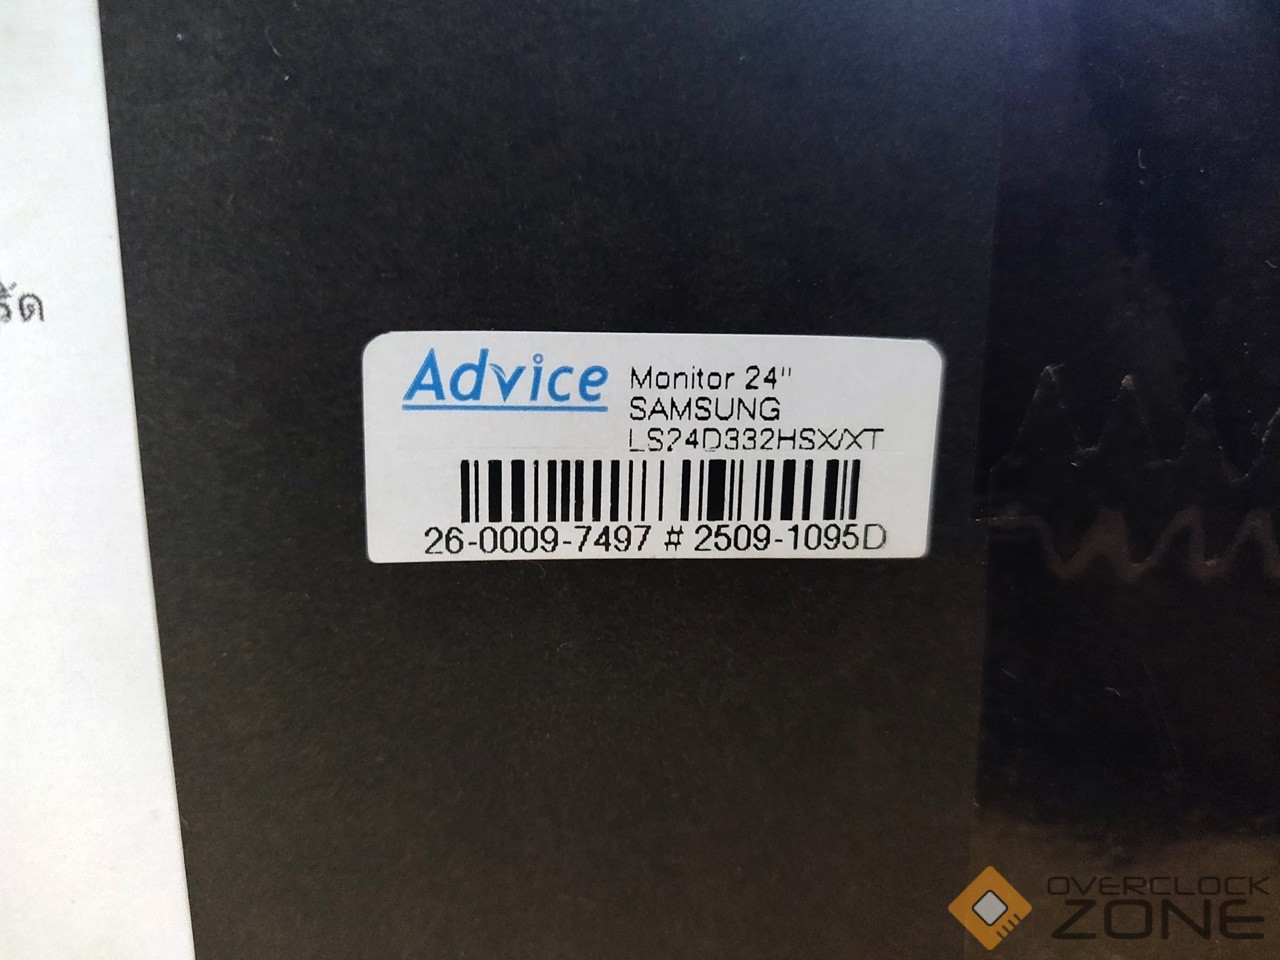 Advice
Monitor 24"
SAMSUNG
LS24D332HSX/XT
26-0009-7497 # 2509-1095D
OVERCLOCK
ZONE